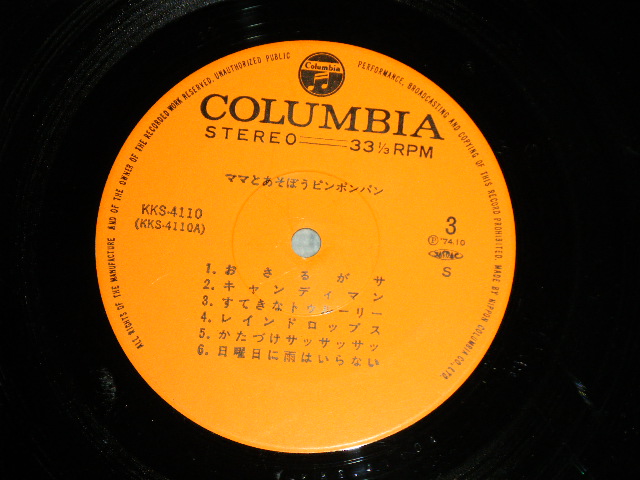 Columbia
COLUMBIA
STEREO 33 1/3 RPM
ママとあそぼうピンポンパン
KKS-4110
(KKS-4110A)
3
Ⓟ'74.10
S
1. おさるがサ
2. キャンディマン
3. すてきなトゥシーリー
4. レインドロップス
5. かたづけサッサッサッ
6. 日曜日に雨はいらない
ALL RIGHTS OF THE MANUFACTURE AND OF THE OWNER OF THE RECORDED WORK RESERVED. UNAUTHORIZED PUBLIC PERFORMANCE, BROADCASTING AND COPYING OF THIS RECORD PROHIBITED. MADE BY NIPPON COLUMBIA CO., LTD.